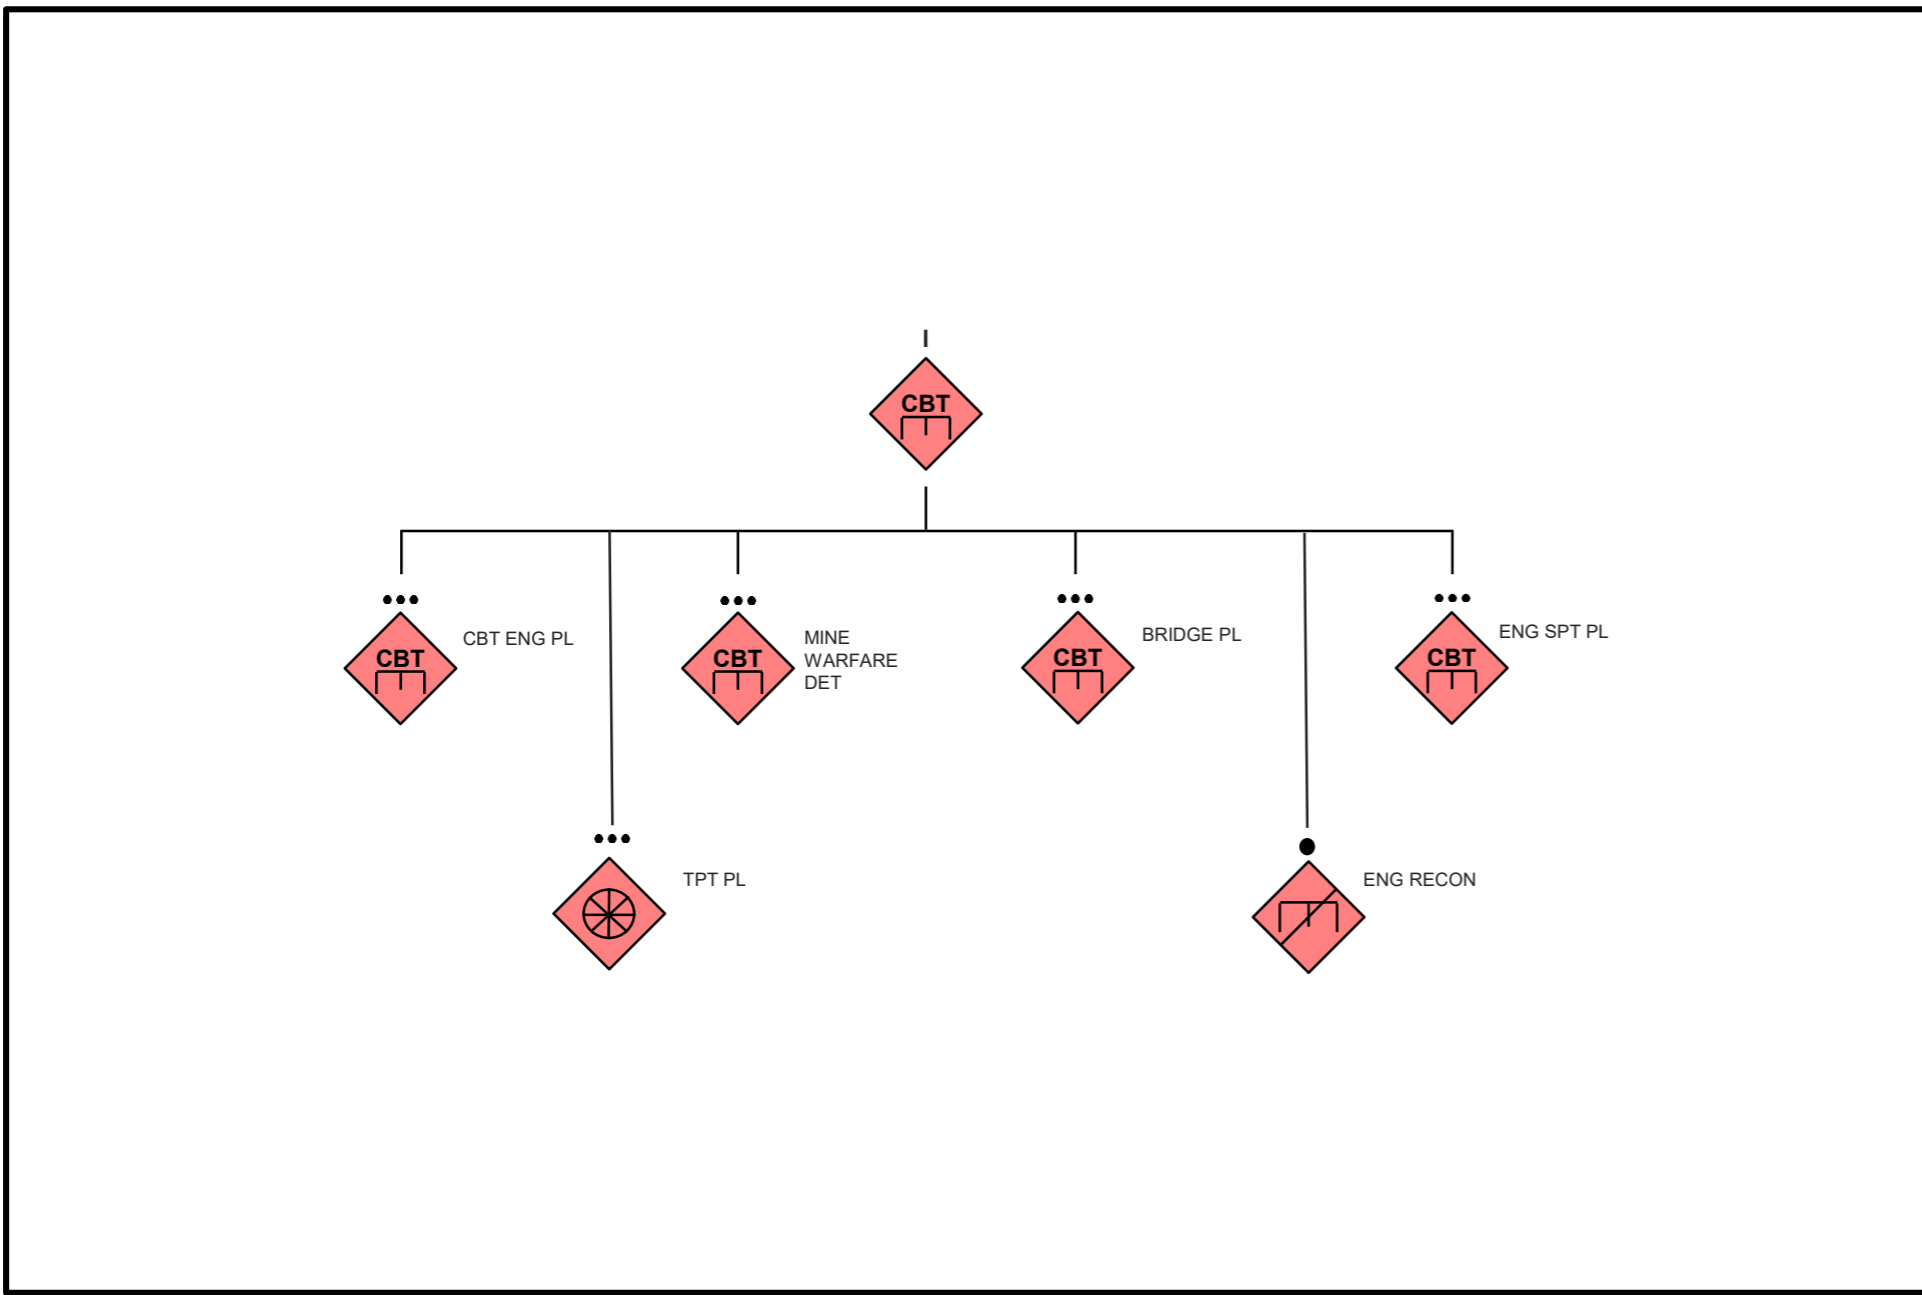 CBT
CBT
CBT ENG PL
CBT
MINE
WARFARE
DET
CBT
BRIDGE PL
CBT
ENG SPT PL
TPT PL
ENG RECON